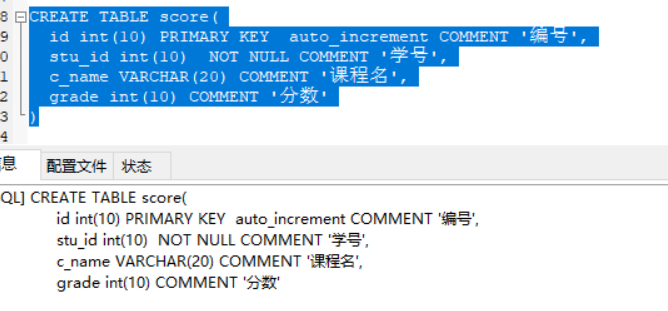 8 CREATE TABLE score(
9 id int(10) PRIMARY KEY  auto_increment COMMENT '编号',
0 stu_id int(10)  NOT NULL COMMENT '学号',
1 c_name VARCHAR(20) COMMENT '课程名',
2 grade int(10) COMMENT '分数'
3 )
4
息 配置文件 状态
QL] CREATE TABLE score(
id int(10) PRIMARY KEY  auto_increment COMMENT '编号',
stu_id int(10)  NOT NULL COMMENT '学号',
c_name VARCHAR(20) COMMENT '课程名',
grade int(10) COMMENT '分数'